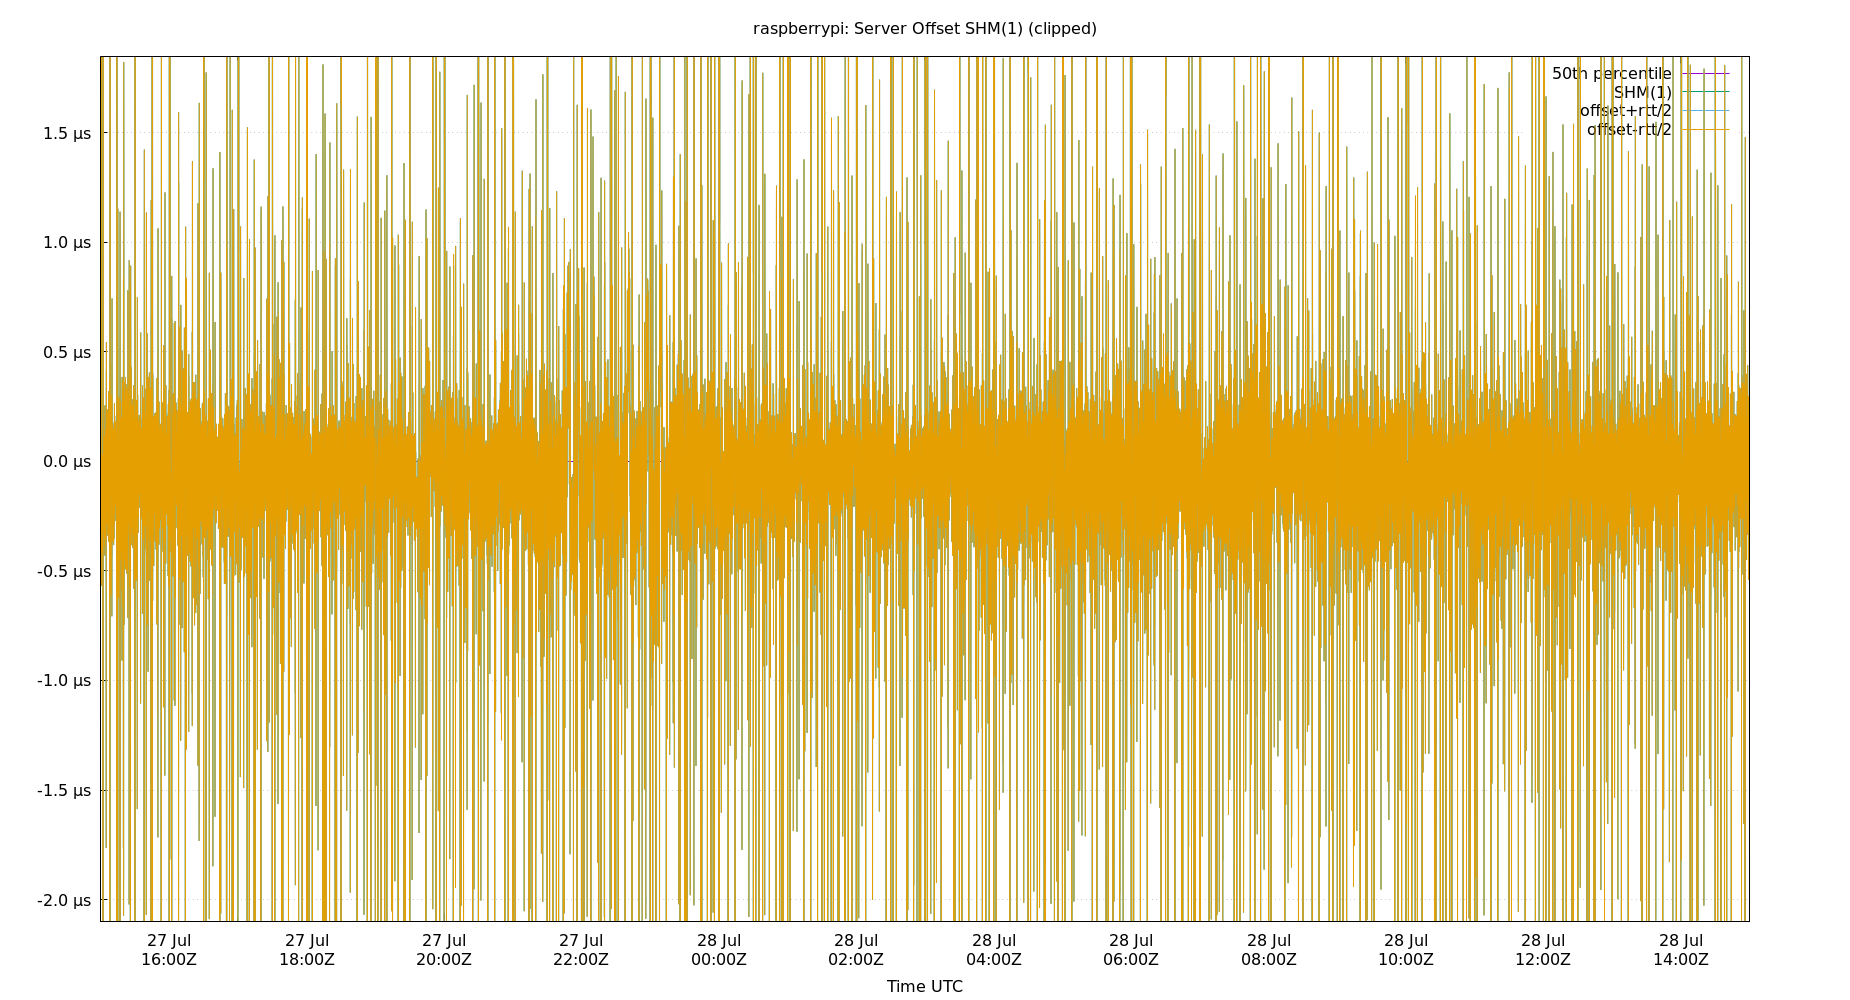 raspberrypi: Server Offset SHM(1) (clipped)
50th percentile
SHM(1)
offset+rtt/2
offset-rtt/2
1.5 µs
1.0 µs
0.5 µs
0.0 µs
-0.5 µs
-1.0 µs
-1.5 µs
-2.0 µs
27 Jul 27 Jul 27 Jul 27 Jul 28 Jul 28 Jul 28 Jul 28 Jul 28 Jul 28 Jul 28 Jul 28 Jul
16:00Z 18:00Z 20:00Z 22:00Z 00:00Z 02:00Z 04:00Z 06:00Z 08:00Z 10:00Z 12:00Z 14:00Z
Time UTC